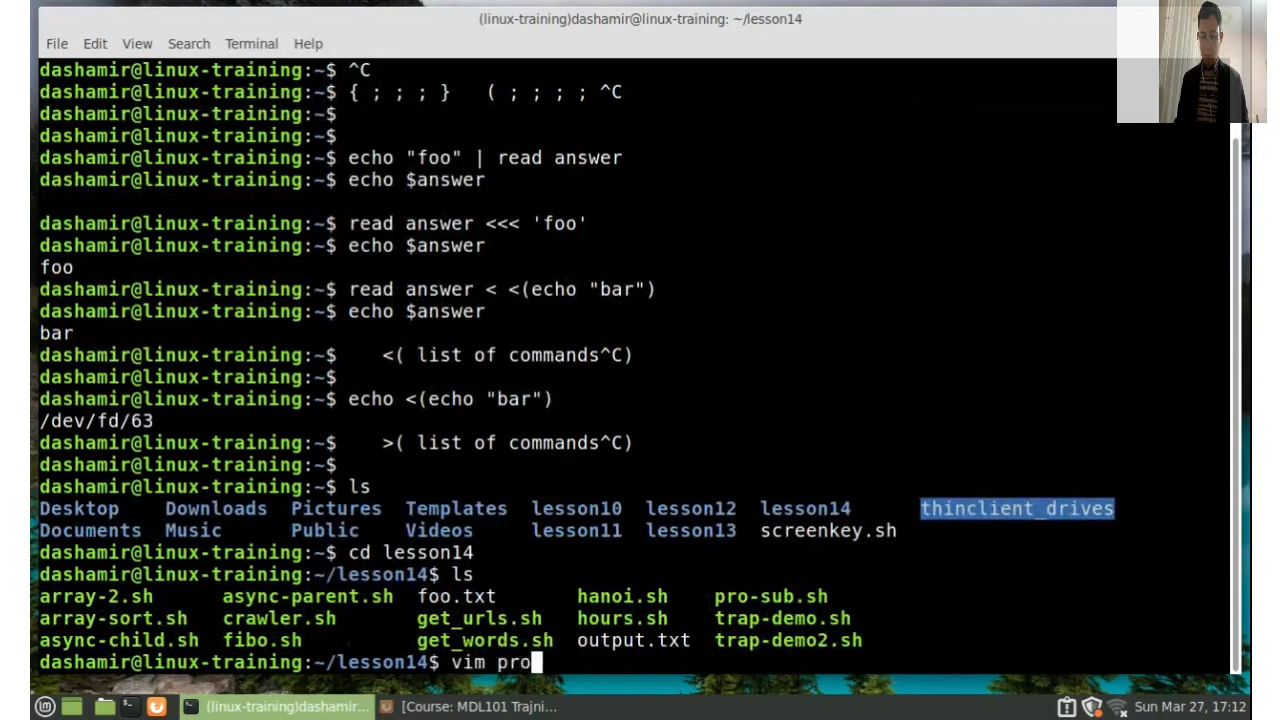 (linux-training)dashamir@linux-training: ~/lesson14
File Edit View Search Terminal Help
dashamir@linux-training:~$ ^C
dashamir@linux-training:~$ { ; ; ; } ( ; ; ; ; ^C
dashamir@linux-training:~$
dashamir@linux-training:~$
dashamir@linux-training:~$ echo "foo" | read answer
dashamir@linux-training:~$ echo $answer
dashamir@linux-training:~$ read answer <<< 'foo'
dashamir@linux-training:~$ echo $answer
foo
dashamir@linux-training:~$ read answer < <(echo "bar")
dashamir@linux-training:~$ echo $answer
bar
dashamir@linux-training:~$ <( list of commands^C)
dashamir@linux-training:~$
dashamir@linux-training:~$ echo <(echo "bar")
/dev/fd/63
dashamir@linux-training:~$ >( list of commands^C)
dashamir@linux-training:~$
dashamir@linux-training:~$ ls
Desktop Downloads Pictures Templates lesson10 lesson12 lesson14 thinclient_drives
Documents Music Public Videos lesson11 lesson13 screenkey.sh
dashamir@linux-training:~$ cd lesson14
dashamir@linux-training:~/lesson14$ ls
array-2.sh async-parent.sh foo.txt hanoi.sh pro-sub.sh
array-sort.sh crawler.sh get_urls.sh hours.sh trap-demo.sh
async-child.sh fibo.sh get_words.sh output.txt trap-demo2.sh
dashamir@linux-training:~/lesson14$ vim pro
(linux-training)dashamir... [Course: MDL101 Trajni... Sun Mar 27, 17:12